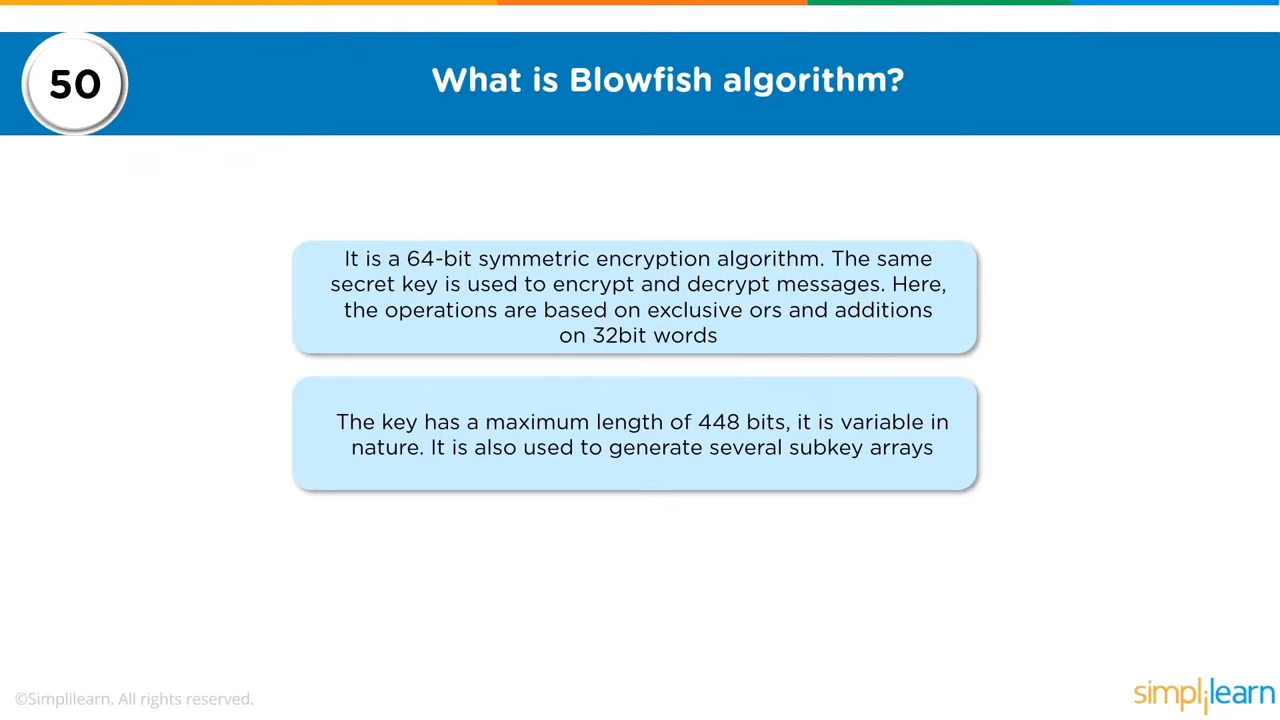 50
What is Blowfish algorithm?
It is a 64-bit symmetric encryption algorithm. The same
secret key is used to encrypt and decrypt messages. Here,
the operations are based on exclusive ors and additions
on 32bit words
The key has a maximum length of 448 bits, it is variable in
nature. It is also used to generate several subkey arrays
©Simplilearn. All rights reserved.
simplilearn